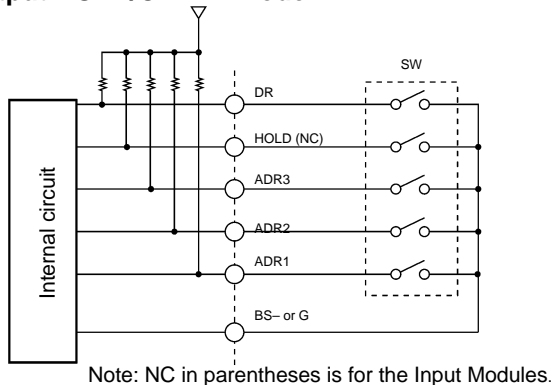 SW
DR
HOLD (NC)
ADR3
ADR2
ADR1
BS– or G
Internal circuit
Note: NC in parentheses is for the Input Modules.